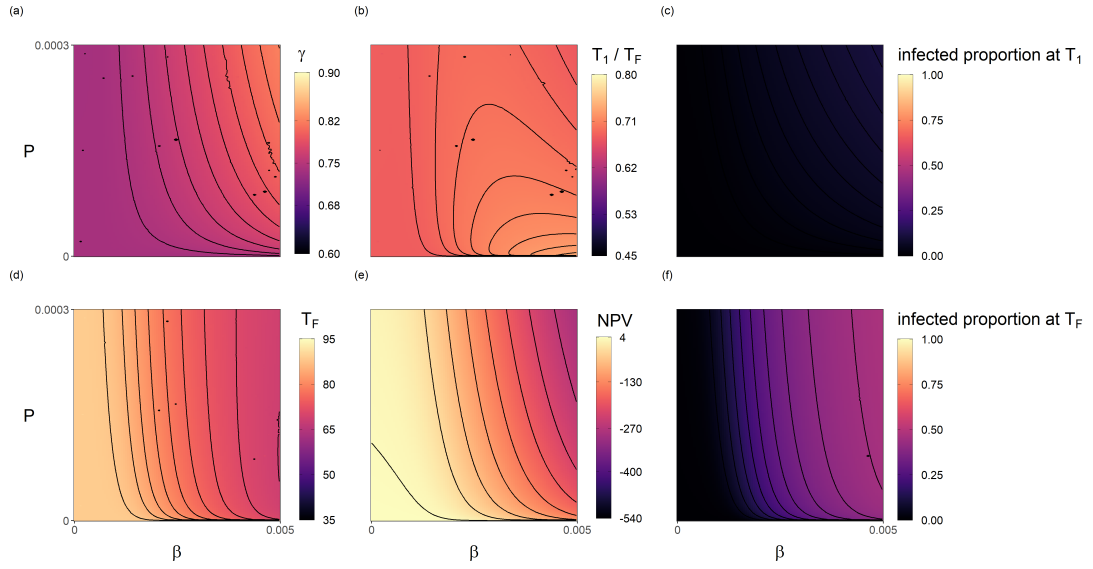 (a)
(b)
(c)
P
0.0003
0
γ
0.90
0.82
0.75
0.68
0.60
T₁ / T_F
0.80
0.71
0.62
0.53
0.45
infected proportion at T₁
1.00
0.75
0.50
0.25
0.00
(d)
(e)
(f)
P
0.0003
0
0
0.005
β
T_F
95
80
65
50
35
0
0.005
β
NPV
4
-130
-270
-400
-540
0
0.005
β
infected proportion at T_F
1.00
0.75
0.50
0.25
0.00